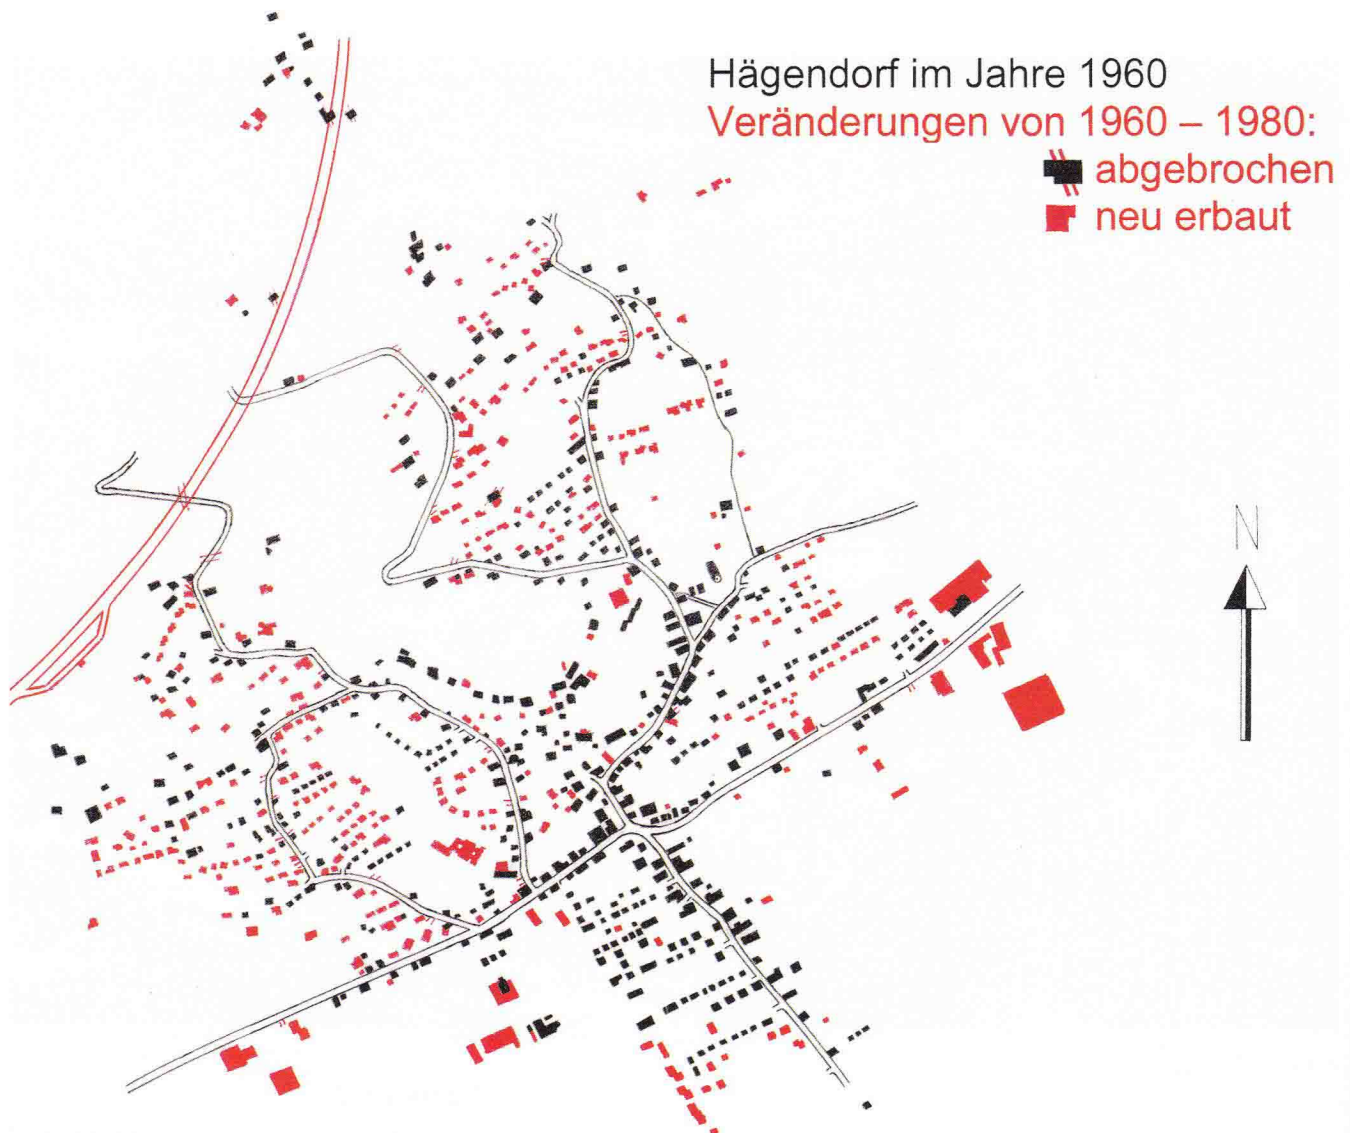 Hägendorf im Jahre 1960
Veränderungen von 1960 – 1980:
abgebrochen
neu erbaut
N